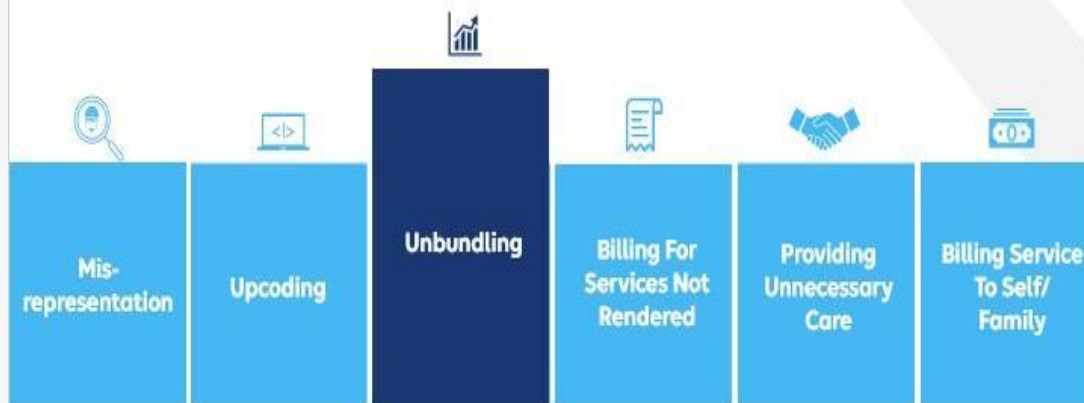 Mis-
representation
Upcoding
Unbundling
Billing For
Services Not
Rendered
Providing
Unnecessary
Care
Billing Service
To Self/
Family